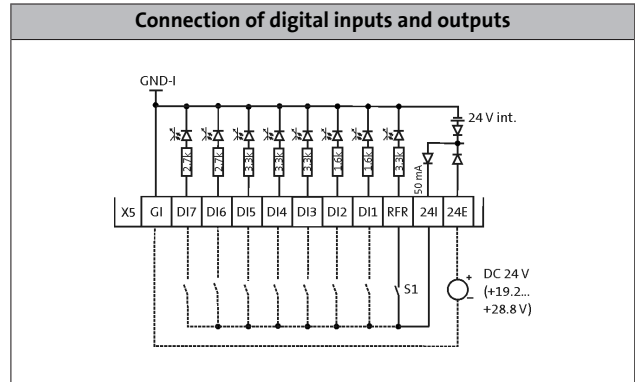 Connection of digital inputs and outputs
GND-I
24 V int.
2.7k 2.7k 3.3k 3.3k 3.3k 1.6k 1.6k 3.3k 50 mA
X5 GI DI7 DI6 DI5 DI4 DI3 DI2 DI1 RFR 24I 24E
S1
+
–
DC 24 V
(+19.2...
+28.8 V)